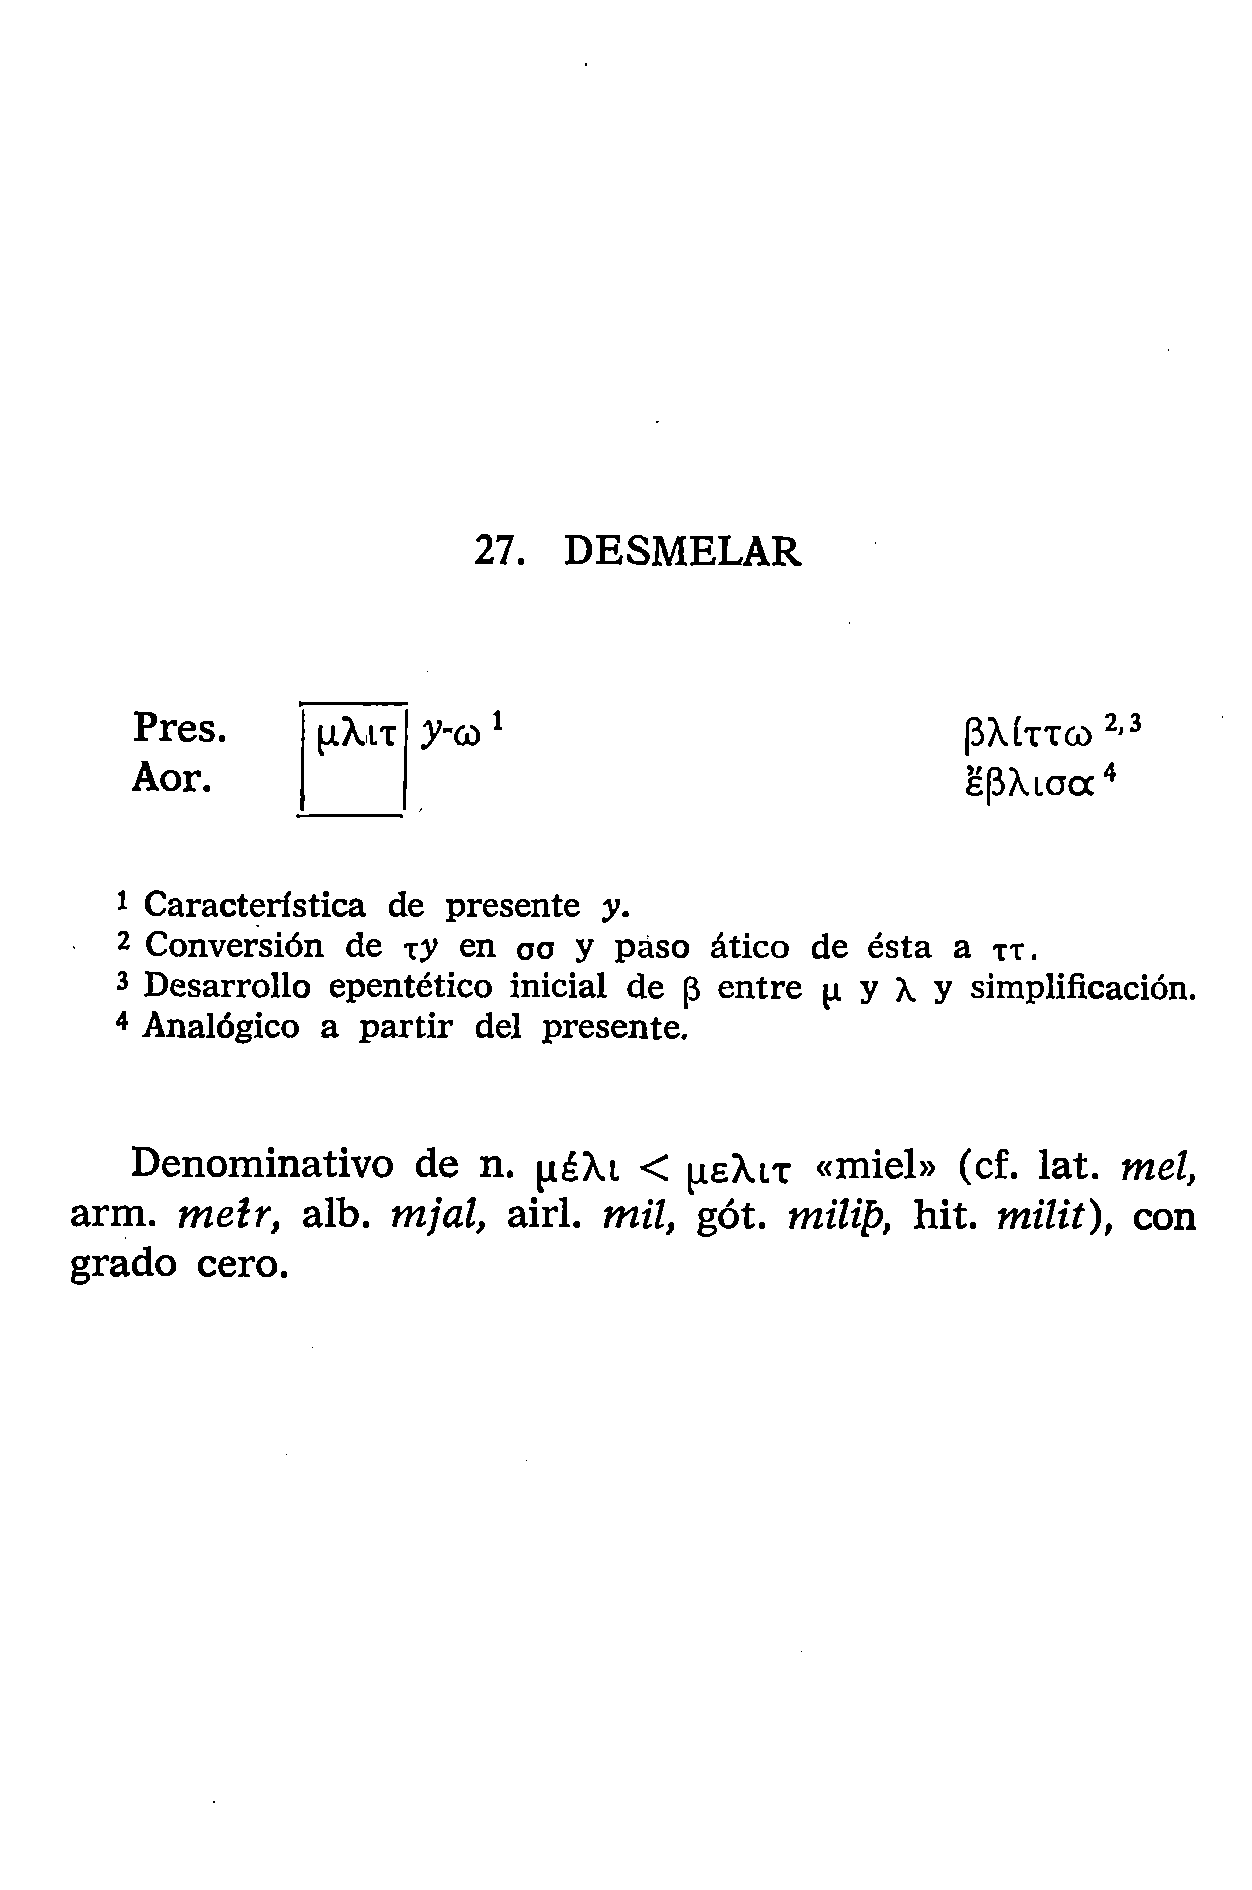 27. DESMELAR
Pres. μλιτ y-ω ¹ βλίττω ²,³
Aor. ἔβλισα ⁴
¹ Característica de presente y.
² Conversión de τy en σσ y paso ático de ésta a ττ.
³ Desarrollo epentético inicial de β entre μ y λ y simplificación.
⁴ Analógico a partir del presente.
Denominativo de n. μέλι < μελιτ «miel» (cf. lat. mel,
arm. mełr, alb. mjal, airl. mil, gót. miliþ, hit. milit), con
grado cero.